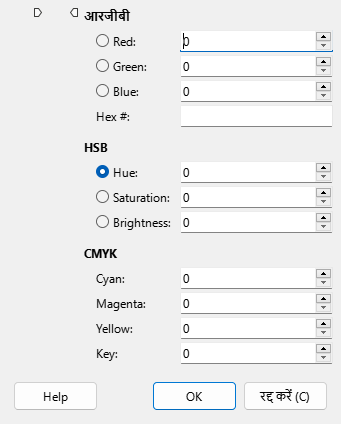 आरजीबी
Red: 0
Green: 0
Blue: 0
Hex #:
HSB
Hue: 0
Saturation: 0
Brightness: 0
CMYK
Cyan: 0
Magenta: 0
Yellow: 0
Key: 0
Help OK रद्द करें (C)